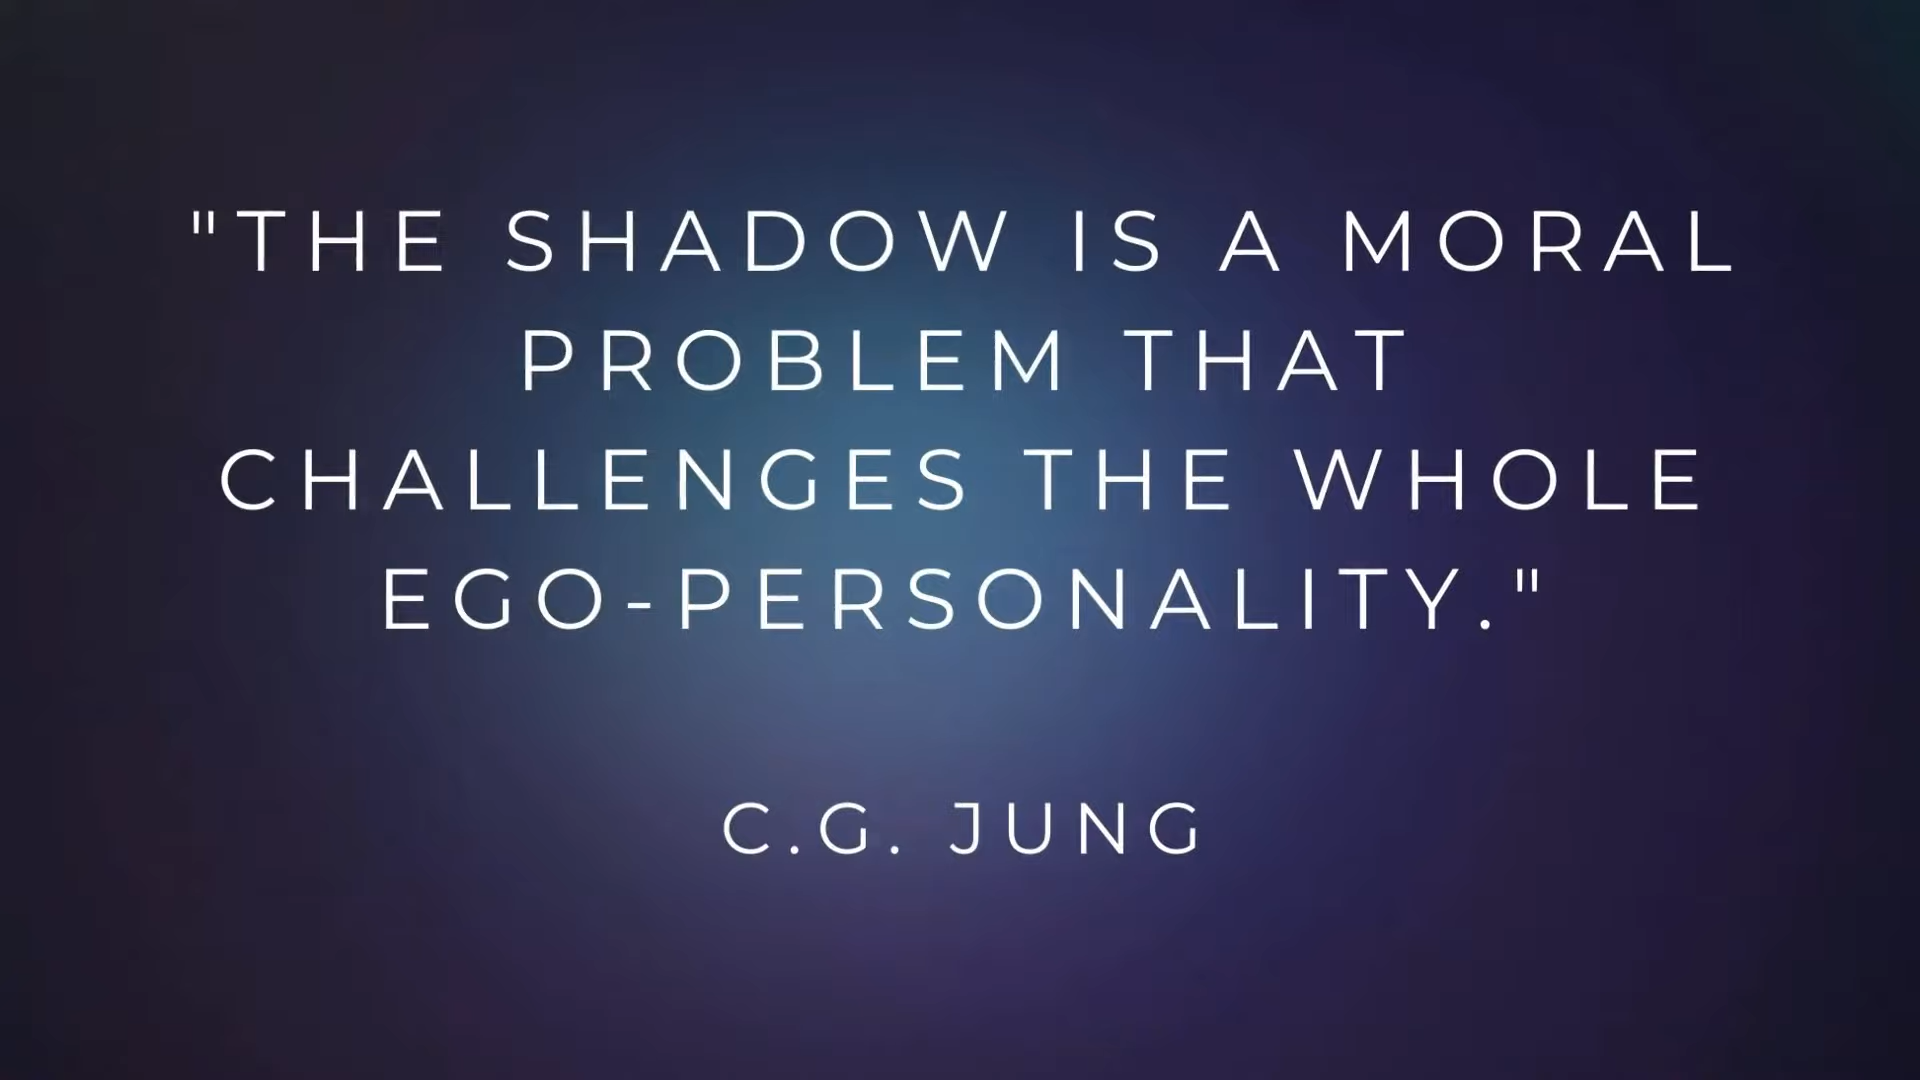 "THE SHADOW IS A MORAL
PROBLEM THAT
CHALLENGES THE WHOLE
EGO-PERSONALITY."
C.G. JUNG